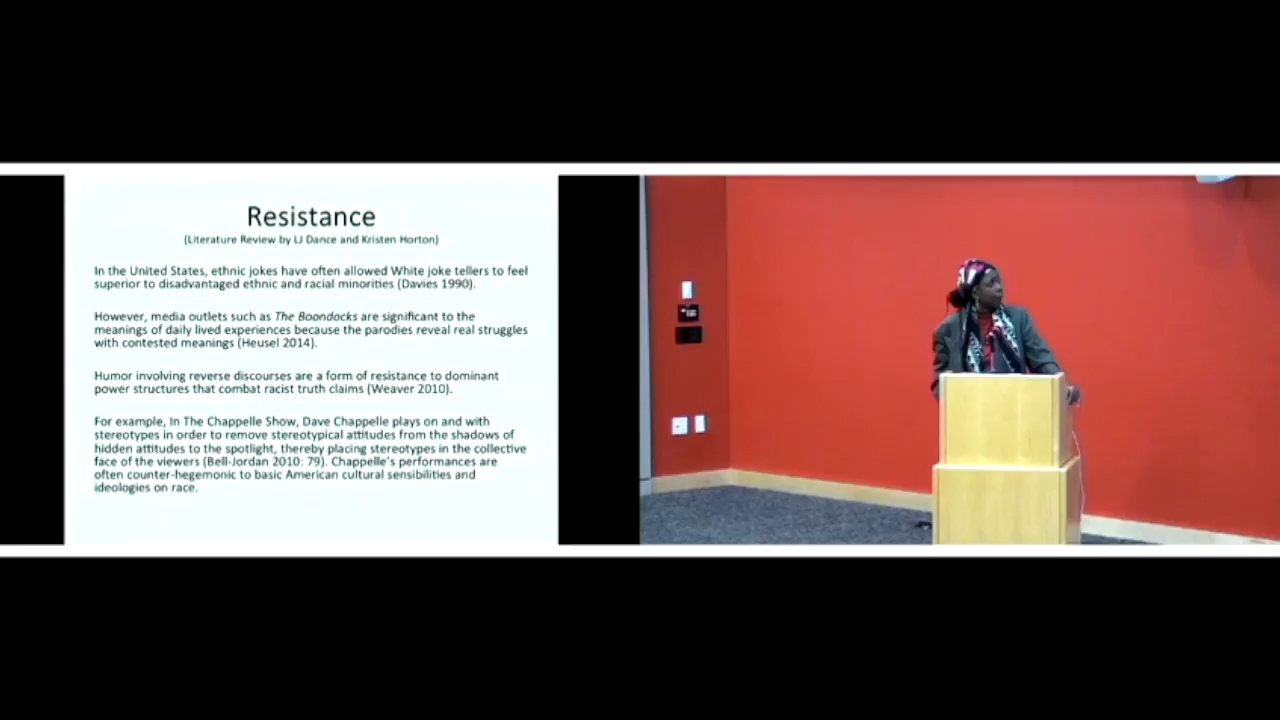 Resistance
(Literature Review by LJ Dance and Kristen Horton)
In the United States, ethnic jokes have often allowed White joke tellers to feel
superior to disadvantaged ethnic and racial minorities (Davies 1990).
However, media outlets such as The Boondocks are significant to the
meanings of daily lived experiences because the parodies reveal real struggles
with contested meanings (Heusel 2014).
Humor involving reverse discourses are a form of resistance to dominant
power structures that combat racist truth claims (Weaver 2010).
For example, In The Chappelle Show, Dave Chappelle plays on and with
stereotypes in order to remove stereotypical attitudes from the shadows of
hidden attitudes to the spotlight, thereby placing stereotypes in the collective
face of the viewers (Bell-Jordan 2010: 79). Chappelle's performances are
often counter-hegemonic to basic American cultural sensibilities and
ideologies on race.